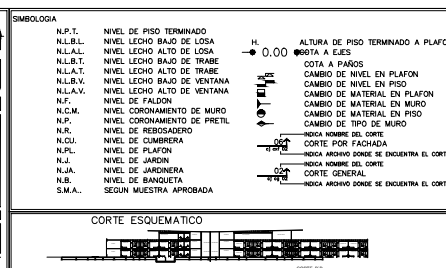 SIMBOLOGIA
N.P.T. NIVEL DE PISO TERMINADO
N.L.B.L. NIVEL LECHO BAJO DE LOSA
N.L.A.L. NIVEL LECHO ALTO DE LOSA
N.L.B.T. NIVEL LECHO BAJO DE TRABE
N.L.A.T. NIVEL LECHO ALTO DE TRABE
N.L.B.V. NIVEL LECHO BAJO DE VENTANA
N.L.A.V. NIVEL LECHO ALTO DE VENTANA
N.F. NIVEL DE FALDON
N.C.M. NIVEL CORONAMIENTO DE MURO
N.P. NIVEL CORONAMIENTO DE PRETIL
N.R. NIVEL DE REBOSADERO
N.CU. NIVEL DE CUMBRERA
N.PL. NIVEL DE PLAFON
N.J. NIVEL DE JARDIN
N.JA. NIVEL DE JARDINERA
N.B. NIVEL DE BANQUETA
S.M.A.. SEGUN MUESTRA APROBADA
H. ALTURA DE PISO TERMINADO A PLAFO
0.00 COTA A EJES
COTA A PAÑOS
CAMBIO DE NIVEL EN PLAFON
CAMBIO DE NIVEL EN PISO
CAMBIO DE MATERIAL EN PLAFON
CAMBIO DE MATERIAL EN MURO
CAMBIO DE MATERIAL EN PISO
CAMBIO DE TIPO DE MURO
INDICA NOMBRE DEL CORTE
06 CORTE POR FACHADA
INDICA ARCHIVO DONDE SE ENCUENTRA EL CORT
INDICA NOMBRE DEL CORTE
02 CORTE GENERAL
INDICA ARCHIVO DONDE SE ENCUENTRA EL CORT
CORTE ESQUEMATICO